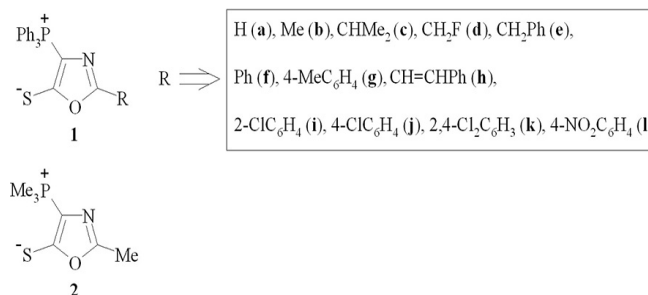 +
Ph₃P
N
⁻S
O
R
1
R
H (a), Me (b), CHMe₂ (c), CH₂F (d), CH₂Ph (e),
Ph (f), 4-MeC₆H₄ (g), CH=CHPh (h),
2-ClC₆H₄ (i), 4-ClC₆H₄ (j), 2,4-Cl₂C₆H₃ (k), 4-NO₂C₆H₄ (l
+
Me₃P
N
⁻S
O
Me
2